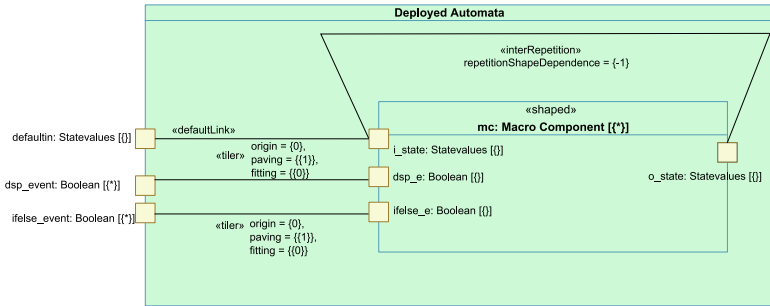 Deployed Automata
«interRepetition»
repetitionShapeDependence = {-1}
«shaped»
mc: Macro Component [{*}]
defaultin: Statevalues [{}]
«defaultLink»
i_state: Statevalues [{}]
o_state: Statevalues [{}]
«tiler»
origin = {0},
paving = {{1}},
fitting = {{0}}
dsp_event: Boolean [{*}]
dsp_e: Boolean [{}]
ifelse_event: Boolean [{*}]
ifelse_e: Boolean [{}]
«tiler»
origin = {0},
paving = {{1}},
fitting = {{0}}